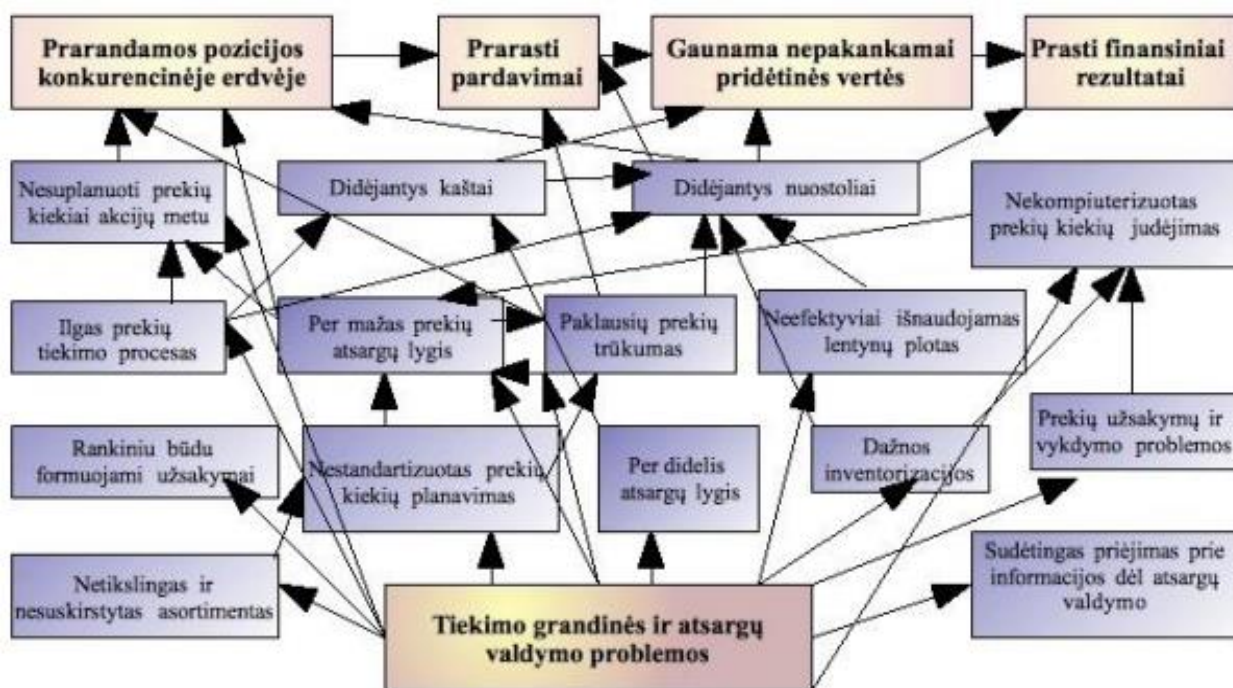 Prarandamos pozicijos
konkurencinėje erdvėje
Prarasti
pardavimai
Gaunama nepakankamai
pridėtinės vertės
Prasti finansiniai
rezultatai
Nesuplanuoti prekių
kiekiai akcijų metu
Didėjantys kaštai
Didėjantys nuostoliai
Nekompiuterizuotas
prekių kiekių judėjimas
Ilgas prekių
tiekimo procesas
Per mažas prekių
atsargų lygis
Paklausių prekių
trūkumas
Neefektyviai išnaudojamas
lentynų plotas
Rankiniu būdu
formuojami užsakymai
Nestandartizuotas prekių
kiekių planavimas
Per didelis
atsargų lygis
Dažnos
inventorizacijos
Prekių užsakymų ir
vykdymo problemos
Netikslingas ir
nesuskirstytas asortimentas
Tiekimo grandinės ir atsargų
valdymo problemos
Sudėtingas priėjimas prie
informacijos dėl atsargų
valdymo